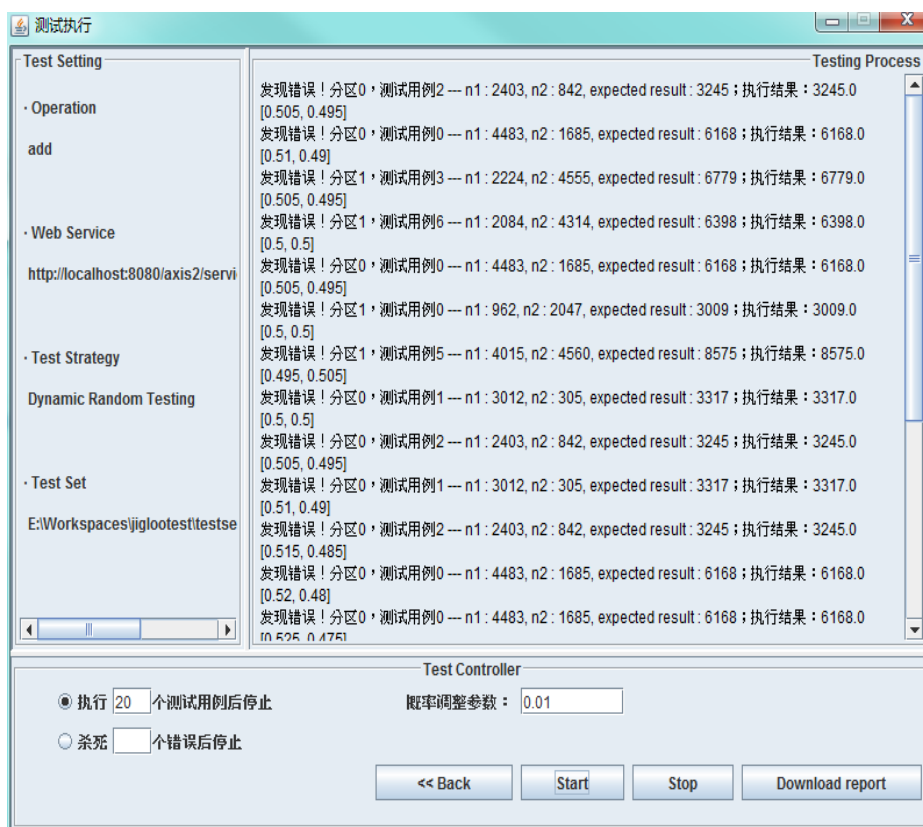 测试执行
Test Setting
· Operation
add
· Web Service
http://localhost:8080/axis2/servi
· Test Strategy
Dynamic Random Testing
· Test Set
E:\Workspaces\jiglootest\testse
Testing Process
发现错误！分区0，测试用例2 --- n1 : 2403, n2 : 842, expected result : 3245；执行结果：3245.0
[0.505, 0.495]
发现错误！分区0，测试用例0 --- n1 : 4483, n2 : 1685, expected result : 6168；执行结果：6168.0
[0.51, 0.49]
发现错误！分区1，测试用例3 --- n1 : 2224, n2 : 4555, expected result : 6779；执行结果：6779.0
[0.505, 0.495]
发现错误！分区1，测试用例6 --- n1 : 2084, n2 : 4314, expected result : 6398；执行结果：6398.0
[0.5, 0.5]
发现错误！分区0，测试用例0 --- n1 : 4483, n2 : 1685, expected result : 6168；执行结果：6168.0
[0.505, 0.495]
发现错误！分区1，测试用例0 --- n1 : 962, n2 : 2047, expected result : 3009；执行结果：3009.0
[0.5, 0.5]
发现错误！分区1，测试用例5 --- n1 : 4015, n2 : 4560, expected result : 8575；执行结果：8575.0
[0.495, 0.505]
发现错误！分区0，测试用例1 --- n1 : 3012, n2 : 305, expected result : 3317；执行结果：3317.0
[0.5, 0.5]
发现错误！分区0，测试用例2 --- n1 : 2403, n2 : 842, expected result : 3245；执行结果：3245.0
[0.505, 0.495]
发现错误！分区0，测试用例1 --- n1 : 3012, n2 : 305, expected result : 3317；执行结果：3317.0
[0.51, 0.49]
发现错误！分区0，测试用例2 --- n1 : 2403, n2 : 842, expected result : 3245；执行结果：3245.0
[0.515, 0.485]
发现错误！分区0，测试用例0 --- n1 : 4483, n2 : 1685, expected result : 6168；执行结果：6168.0
[0.52, 0.48]
发现错误！分区0，测试用例0 --- n1 : 4483, n2 : 1685, expected result : 6168；执行结果：6168.0
[0.525, 0.475]
Test Controller
执行 20 个测试用例后停止
概率调整参数： 0.01
杀死 个错误后停止
<< Back
Start
Stop
Download report